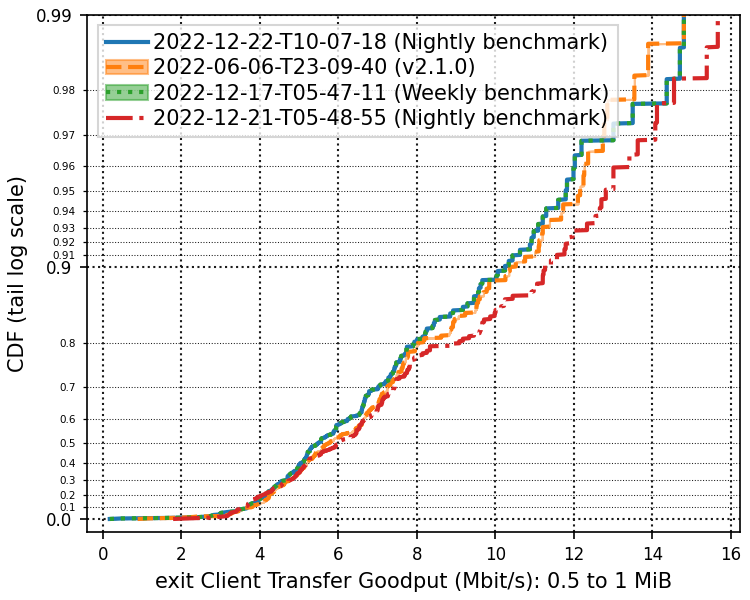 0.99
2022-12-22-T10-07-18 (Nightly benchmark)
2022-06-06-T23-09-40 (v2.1.0)
2022-12-17-T05-47-11 (Weekly benchmark)
2022-12-21-T05-48-55 (Nightly benchmark)
0.98
0.97
0.96
0.95
0.94
0.93
0.92
0.91
0.9
0.8
0.7
0.6
0.5
0.4
0.3
0.2
0.1
0.0
CDF (tail log scale)
0 2 4 6 8 10 12 14 16
exit Client Transfer Goodput (Mbit/s): 0.5 to 1 MiB